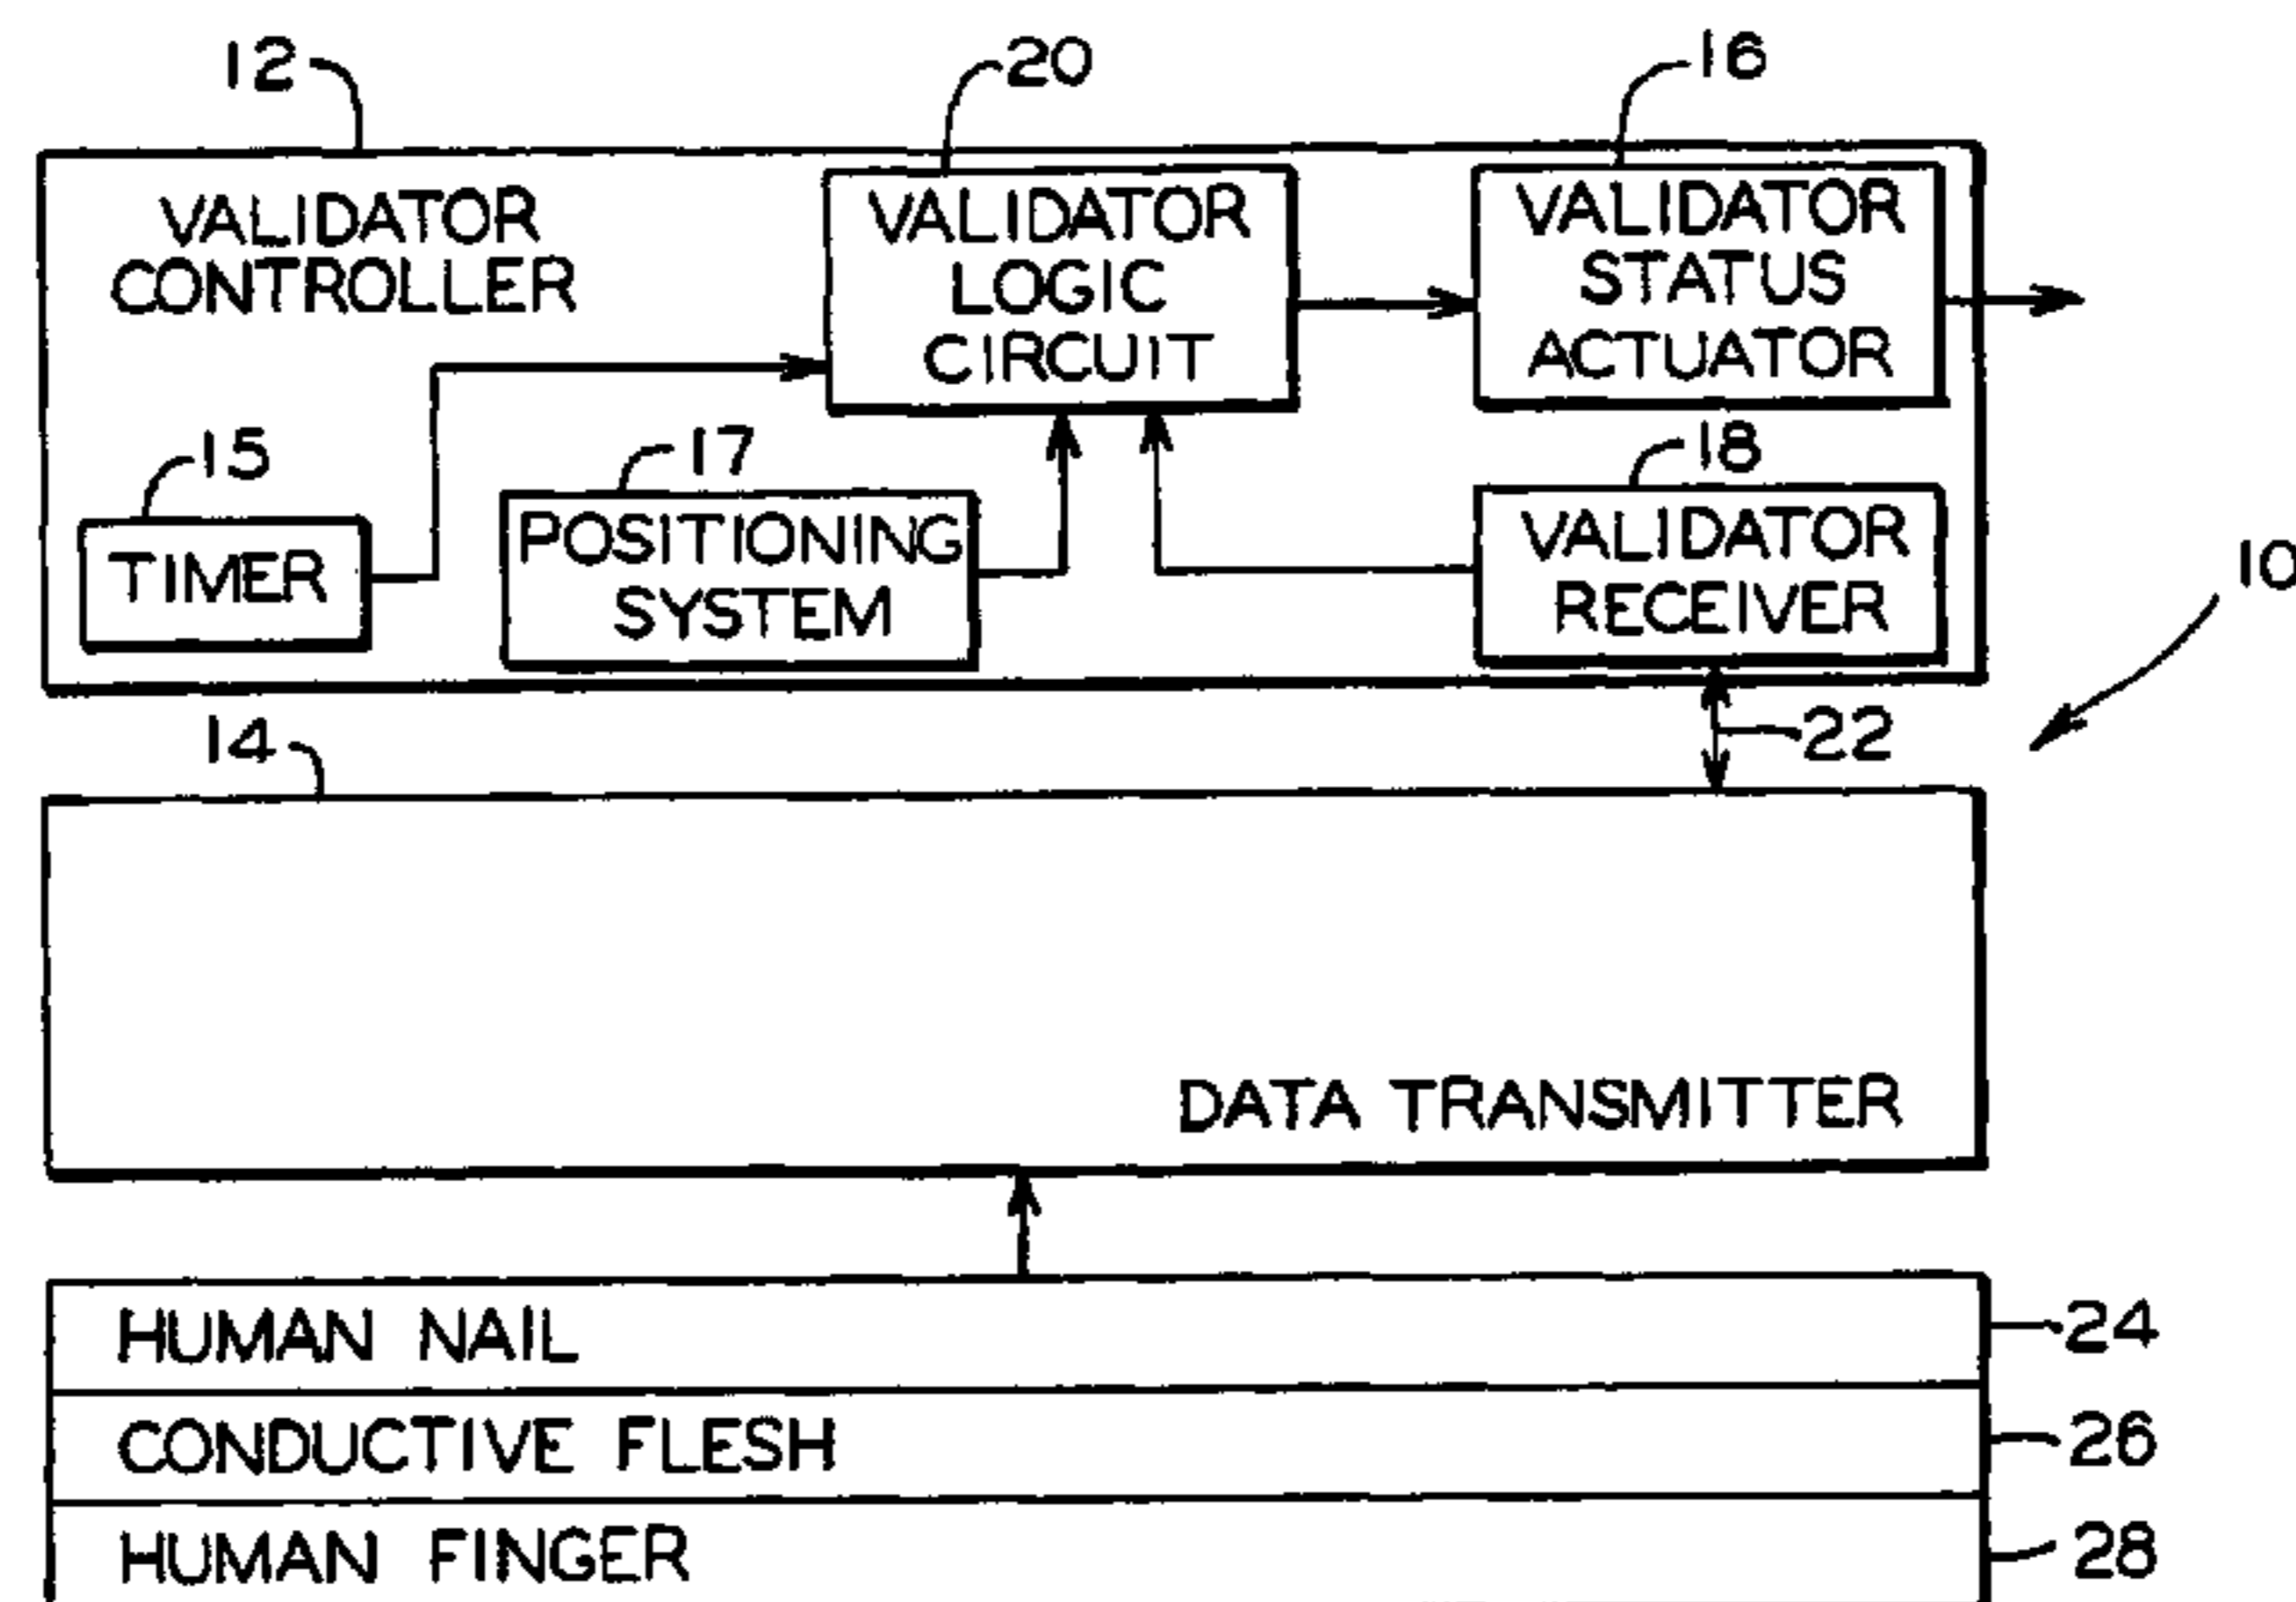 12
20
16
VALIDATOR
CONTROLLER
VALIDATOR
LOGIC
CIRCUIT
VALIDATOR
STATUS
ACTUATOR
15
17
18
TIMER
POSITIONING
SYSTEM
VALIDATOR
RECEIVER
10
14
22
DATA TRANSMITTER
HUMAN NAIL
24
CONDUCTIVE FLESH
26
HUMAN FINGER
28